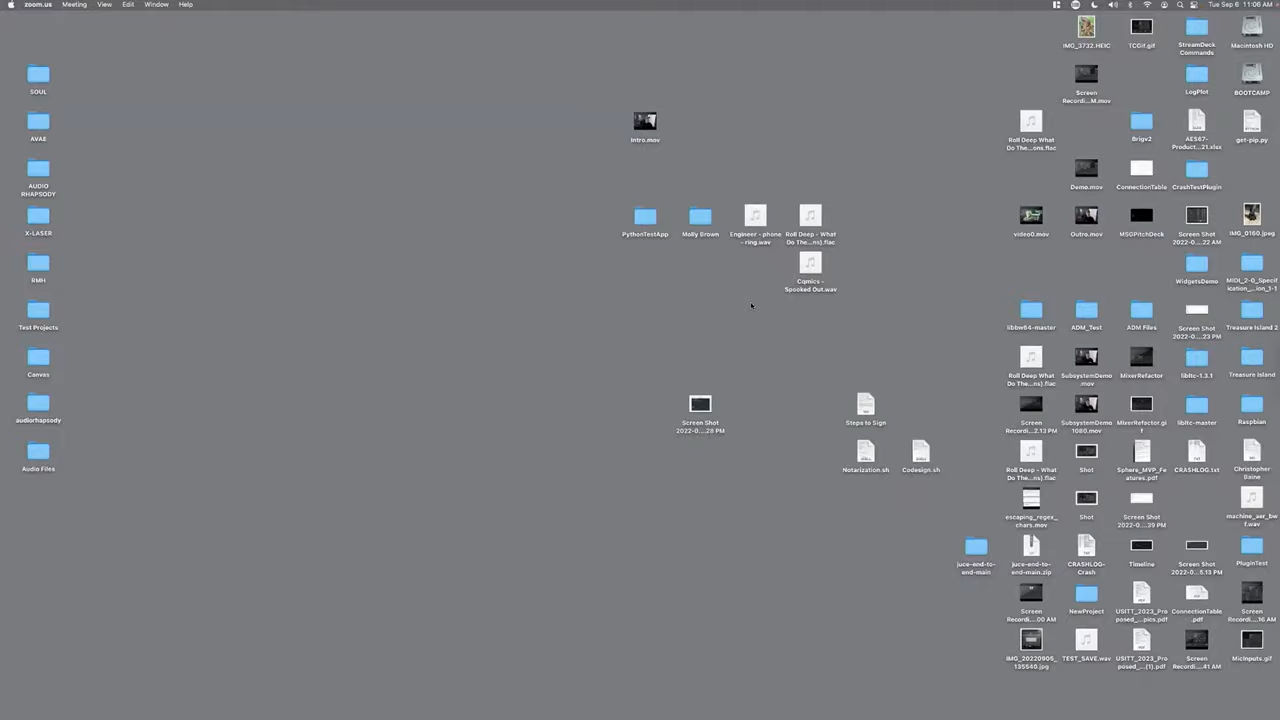 zoom.us Meeting View Edit Window Help Tue Sep 6 11:06 AM
IMG_3732.HEIC TCGif.gif StreamDeck Commands Macintosh HD
SOUL
Screen Recordi....M.mov LogPlot BOOTCAMP
AVAE Intro.mov Roll Deep What Do The...ons.flac Brigv2 AES67-Product...21.xlsx get-pip.py
AUDIO RHAPSODY Demo.mov ConnectionTable CrashTestPlugin
X-LASER PythonTestApp Molly Brown Engineer - phone - ring.wav Roll Deep - What Do The...ns).flac video0.mov Outro.mov MSGPitchDeck Screen Shot 2022-0....22 AM IMG_0160.jpeg
RMH Cqmics - Spooked Out.wav WidgetsDemo MIDI_2-0_Specification_..._1-1
Test Projects libbw64-master ADM_Test ADM Files Screen Shot 2022-0....23 PM Treasure Island 2
Canvas Roll Deep What Do The...ns).flac SubsystemDemo.mov MixerRefactor libltc-1.3.1 Treasure Island
audiorhapsody Screen Shot 2022-0....28 PM Steps to Sign Screen Recordi...2.13 PM SubsystemDemo1080.mov MixerRefactor.gif libltc-master Raspbian
Audio Files Notarization.sh Codesign.sh Roll Deep - What Do The...ns).flac Shot Sphere_MVP_Features.pdf CRASHLOG.txt Christopher Baine
escaping_regex_chars.mov Shot Screen Shot 2022-0....39 PM machine_aer_bwf.wav
juce-end-to-end-main juce-end-to-end-main.zip CRASHLOG-Crash Timeline Screen Shot 2022-0...5.13 PM PluginTest
Screen Recordi....00 AM NewProject USITT_2023_Proposed_...pics.pdf ConnectionTable.pdf Screen Recordi....16 AM
IMG_20220905_135540.jpg TEST_SAVE.wav USITT_2023_Proposed_...(1).pdf Screen Recordi....41 AM MicInputs.gif